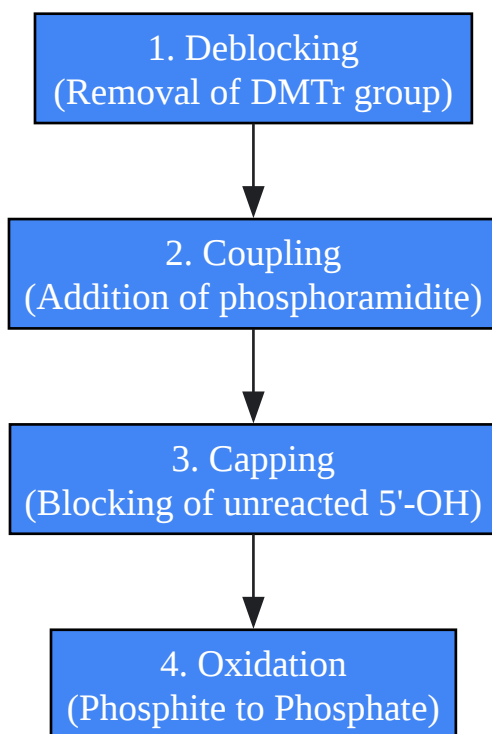 1. Deblocking
(Removal of DMTr group)
2. Coupling
(Addition of phosphoramidite)
3. Capping
(Blocking of unreacted 5'-OH)
4. Oxidation
(Phosphite to Phosphate)